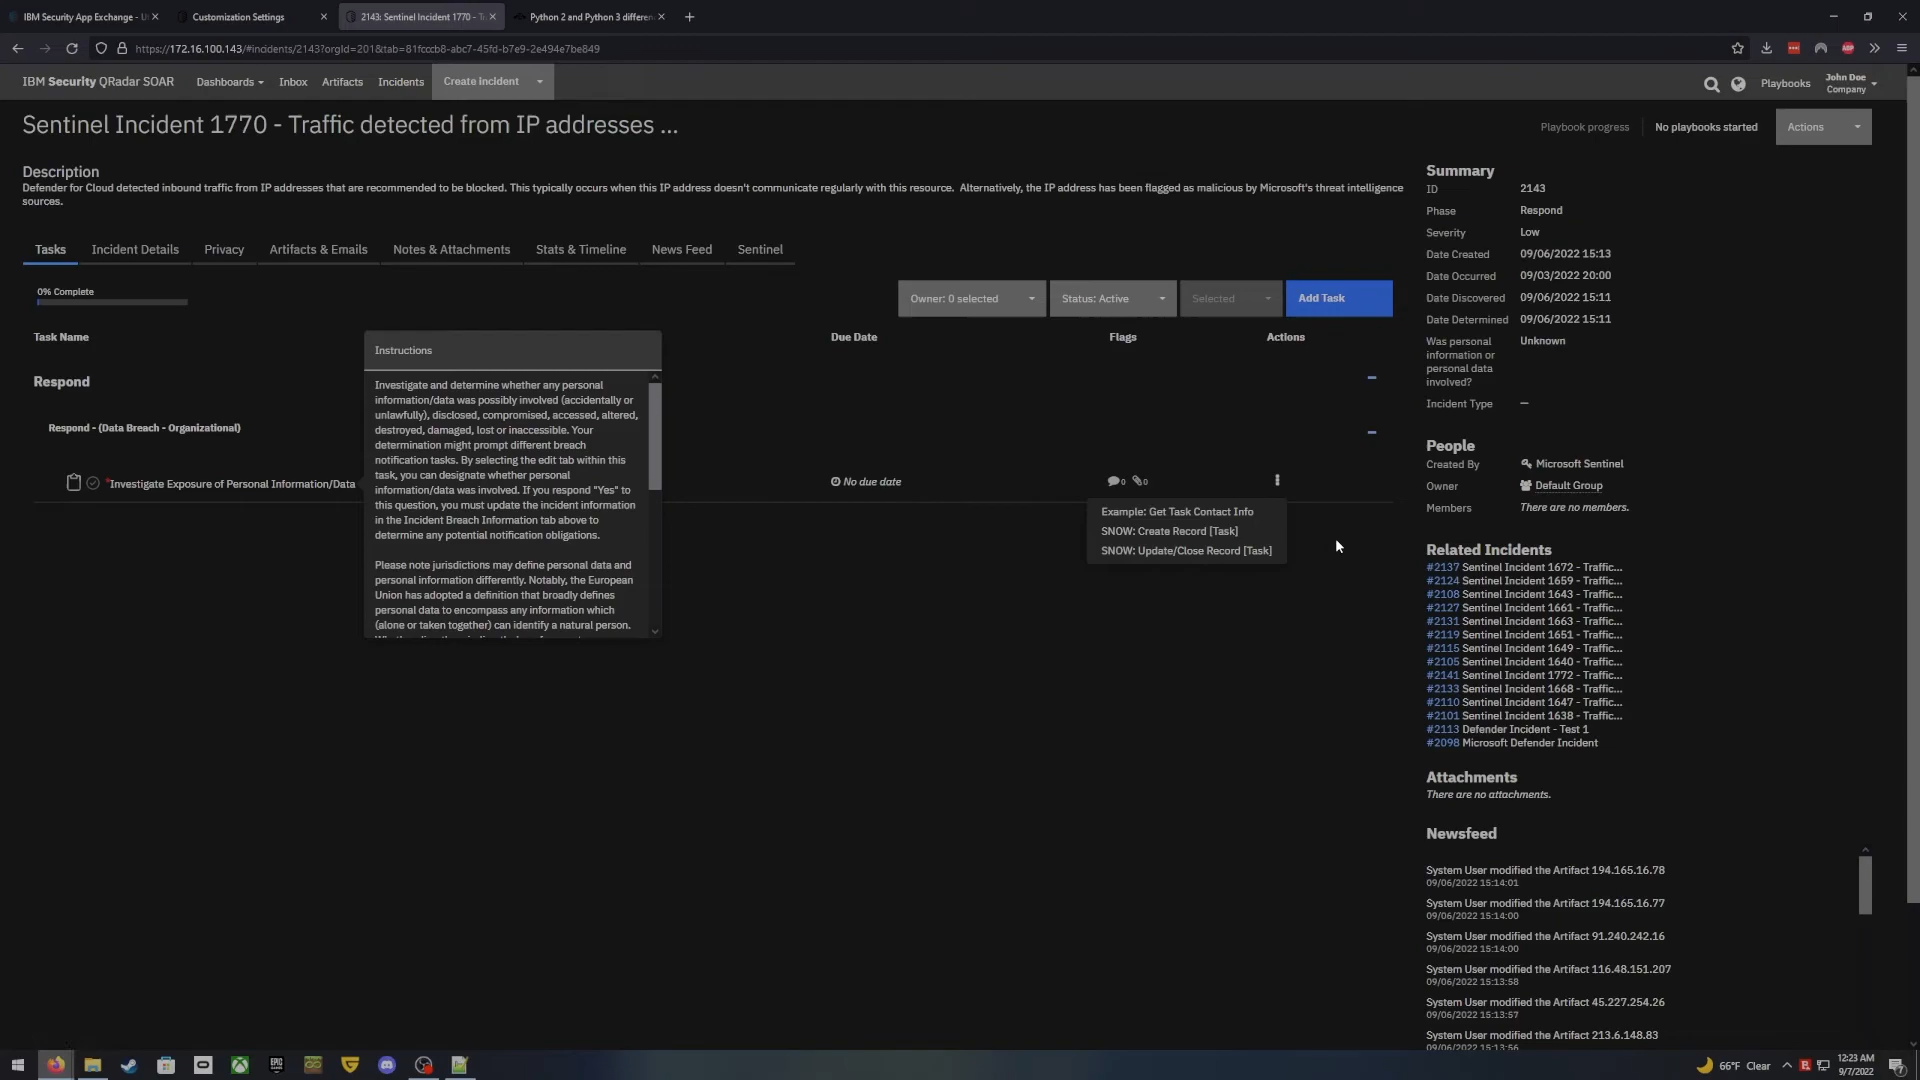 IBM Security App Exchange - U
Customization Settings
2143: Sentinel Incident 1770 - T
Python 2 and Python 3 differen
https://172.16.100.143/#incidents/2143?orgId=201&tab=81fcccb8-abc7-45fd-b7e9-2e494e7be849
IBM Security QRadar SOAR
Dashboards
Inbox
Artifacts
Incidents
Create Incident
Playbooks
John Doe
Company
Sentinel Incident 1770 - Traffic detected from IP addresses ...
Playbook progress
No playbooks started
Actions
Description
Defender for Cloud detected inbound traffic from IP addresses that are recommended to be blocked. This typically occurs when this IP address doesn't communicate regularly with this resource. Alternatively, the IP address has been flagged as malicious by Microsoft's threat intelligence
sources.
Tasks
Incident Details
Privacy
Artifacts & Emails
Notes & Attachments
Stats & Timeline
News Feed
Sentinel
0% Complete
Owner: 0 selected
Status: Active
Selected
Add Task
Task Name
Due Date
Flags
Actions
Respond
Respond - (Data Breach - Organizational)
*Investigate Exposure of Personal Information/Data
No due date
0
0
Instructions
Investigate and determine whether any personal
information/data was possibly involved (accidentally or
unlawfully), disclosed, compromised, accessed, altered,
destroyed, damaged, lost or inaccessible. Your
determination might prompt different breach
notification tasks. By selecting the edit tab within this
task, you can designate whether personal
information/data was involved. If you respond "Yes" to
this question, you must update the incident information
in the Incident Breach Information tab above to
determine any potential notification obligations.
Please note jurisdictions may define personal data and
personal information differently. Notably, the European
Union has adopted a definition that broadly defines
personal data to encompass any information which
(alone or taken together) can identify a natural person.
Example: Get Task Contact Info
SNOW: Create Record [Task]
SNOW: Update/Close Record [Task]
Summary
ID 2143
Phase Respond
Severity Low
Date Created 09/06/2022 15:13
Date Occurred 09/03/2022 20:00
Date Discovered 09/06/2022 15:11
Date Determined 09/06/2022 15:11
Was personal Unknown
information or
personal data
involved?
Incident Type —
People
Created By Microsoft Sentinel
Owner Default Group
Members There are no members.
Related Incidents
#2137 Sentinel Incident 1672 - Traffic...
#2124 Sentinel Incident 1659 - Traffic...
#2108 Sentinel Incident 1643 - Traffic...
#2127 Sentinel Incident 1661 - Traffic...
#2131 Sentinel Incident 1663 - Traffic...
#2119 Sentinel Incident 1651 - Traffic...
#2115 Sentinel Incident 1649 - Traffic...
#2105 Sentinel Incident 1640 - Traffic...
#2141 Sentinel Incident 1772 - Traffic...
#2133 Sentinel Incident 1668 - Traffic...
#2110 Sentinel Incident 1647 - Traffic...
#2101 Sentinel Incident 1638 - Traffic...
#2113 Defender Incident - Test 1
#2098 Microsoft Defender Incident
Attachments
There are no attachments.
Newsfeed
System User modified the Artifact 194.165.16.78
09/06/2022 15:14:01
System User modified the Artifact 194.165.16.77
09/06/2022 15:14:00
System User modified the Artifact 91.240.242.16
09/06/2022 15:14:00
System User modified the Artifact 116.48.151.207
09/06/2022 15:13:58
System User modified the Artifact 45.227.254.26
09/06/2022 15:13:57
System User modified the Artifact 213.6.148.83
09/06/2022 15:13:56
66°F Clear
12:23 AM
9/7/2022